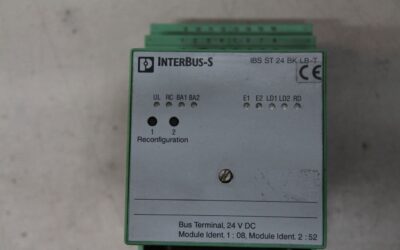 INTERBUS-S
IBS ST 24 BK LB-T
CE
UL RC BA1 BA2
E1 E2 LD1 LD2 RD
1 2
Reconfiguration
Bus Terminal, 24 V DC
Module Ident. 1 : 08, Module Ident. 2 : 52